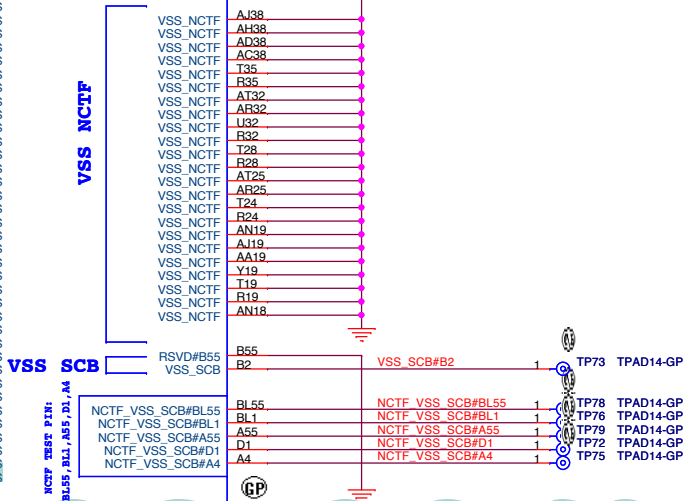 VSS NCTF
VSS_NCTF AJ38
VSS_NCTF AH38
VSS_NCTF AD38
VSS_NCTF AC38
VSS_NCTF T35
VSS_NCTF R35
VSS_NCTF AT32
VSS_NCTF AR32
VSS_NCTF U32
VSS_NCTF R32
VSS_NCTF T28
VSS_NCTF R28
VSS_NCTF AT25
VSS_NCTF AR25
VSS_NCTF T24
VSS_NCTF R24
VSS_NCTF AN19
VSS_NCTF AJ19
VSS_NCTF AA19
VSS_NCTF Y19
VSS_NCTF T19
VSS_NCTF R19
VSS_NCTF AN18
VSS SCB
RSVD#B55 B55
VSS_SCB B2 VSS_SCB#B2 1 TP73 TPAD14-GP
NCTF TEST PIN:
BL55,BL1,A55,D1,A4
NCTF_VSS_SCB#BL55 BL55 NCTF_VSS_SCB#BL55 1 TP78 TPAD14-GP
NCTF_VSS_SCB#BL1 BL1 NCTF_VSS_SCB#BL1 1 TP76 TPAD14-GP
NCTF_VSS_SCB#A55 A55 NCTF_VSS_SCB#A55 1 TP79 TPAD14-GP
NCTF_VSS_SCB#D1 D1 NCTF_VSS_SCB#D1 1 TP72 TPAD14-GP
NCTF_VSS_SCB#A4 A4 NCTF_VSS_SCB#A4 1 TP75 TPAD14-GP
GP